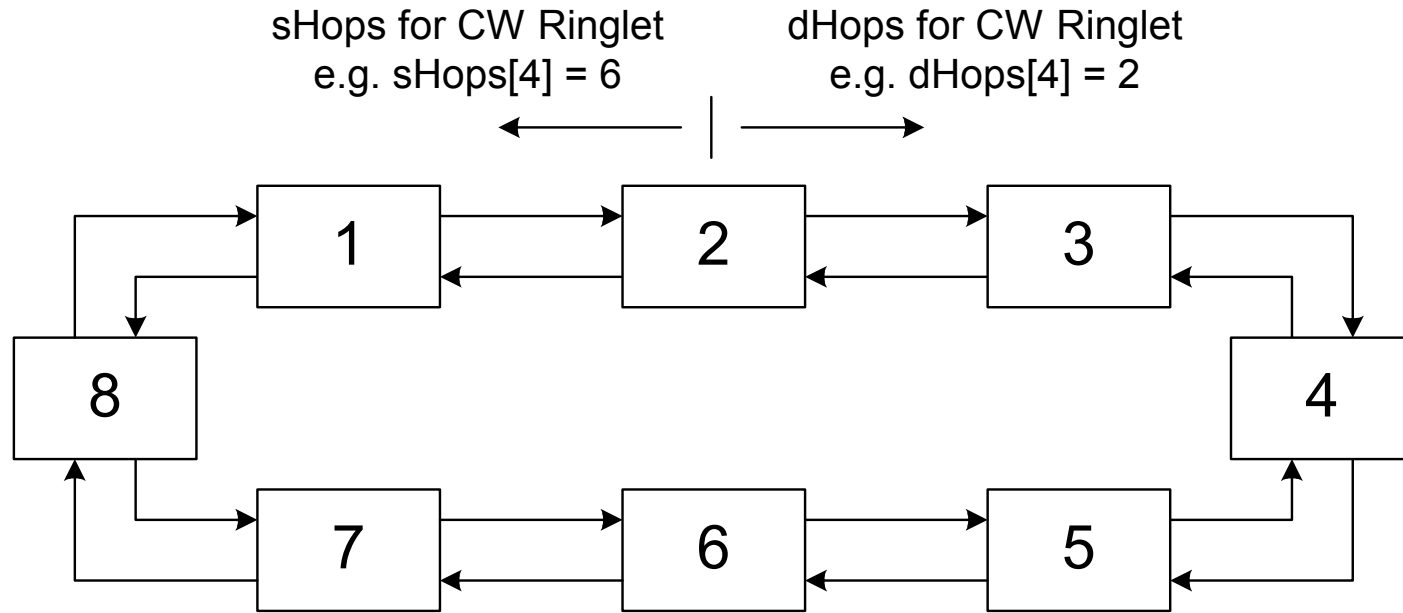 sHops for CW Ringlet
e.g. sHops[4] = 6
dHops for CW Ringlet
e.g. dHops[4] = 2
1
2
3
8
4
7
6
5